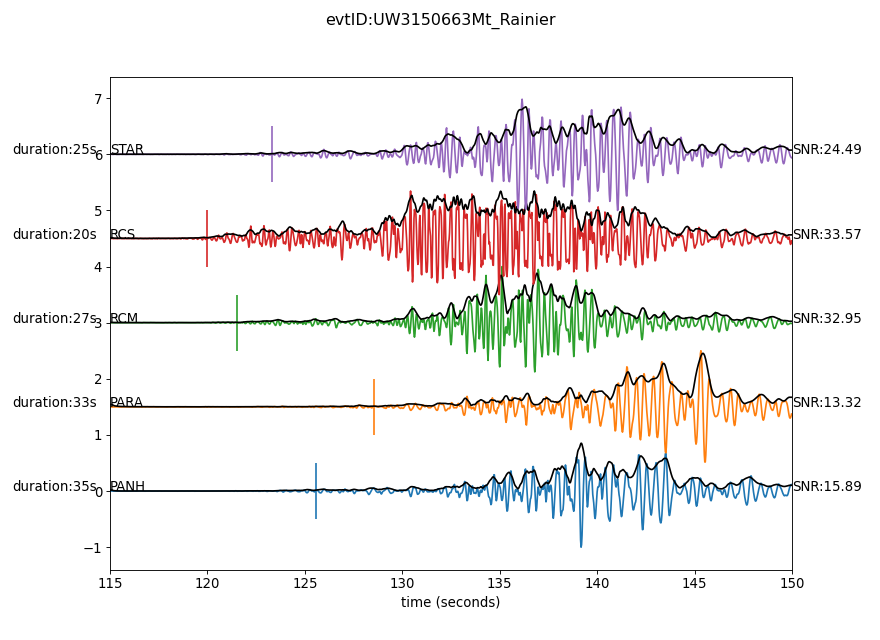 evtID:UW3150663Mt_Rainier
7
duration:25s 6 STAR SNR:24.49
5
duration:20s RCS SNR:33.57
4
duration:27s 3 RCM SNR:32.95
2
duration:33s PARA SNR:13.32
1
duration:35s 0 PANH SNR:15.89
−1
115 120 125 130 135 140 145 150
time (seconds)